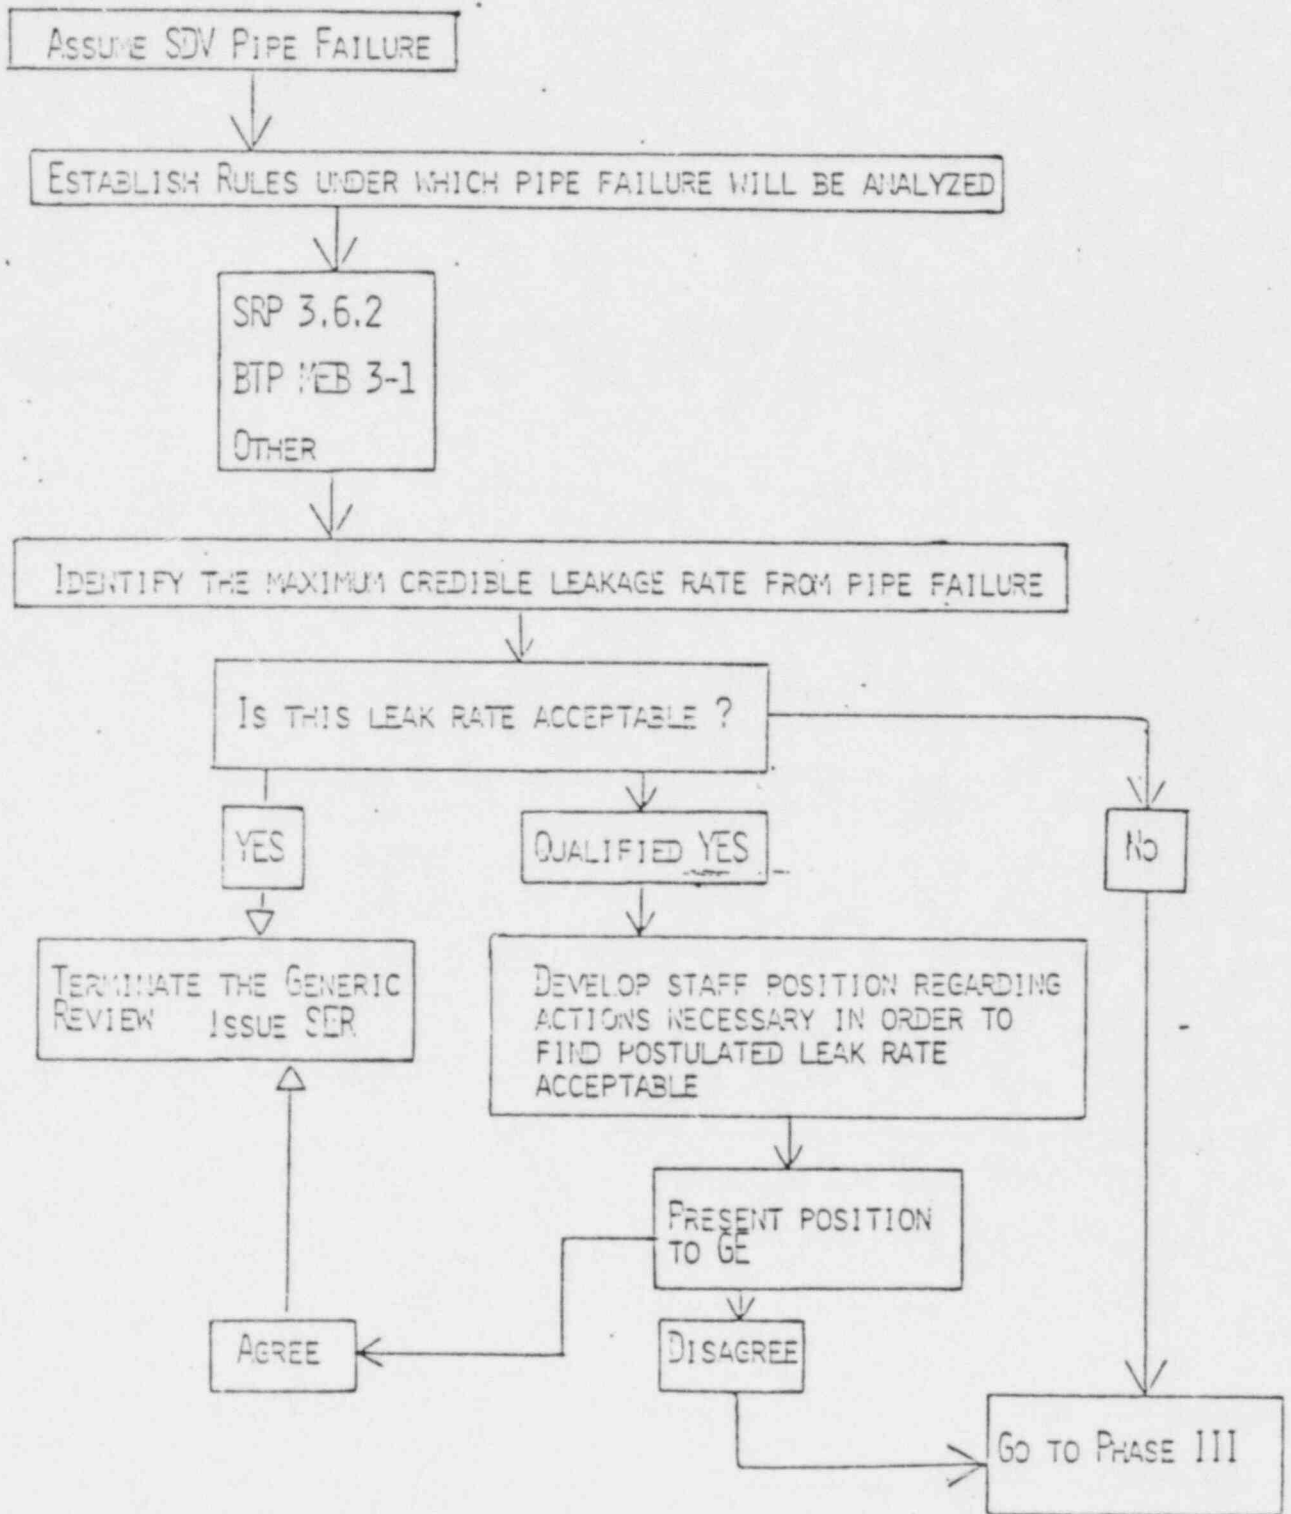 ASSUME SDV PIPE FAILURE
ESTABLISH RULES UNDER WHICH PIPE FAILURE WILL BE ANALYZED
SRP 3.6.2
BTP MEB 3-1
OTHER
IDENTIFY THE MAXIMUM CREDIBLE LEAKAGE RATE FROM PIPE FAILURE
IS THIS LEAK RATE ACCEPTABLE ?
YES
QUALIFIED YES
NO
TERMINATE THE GENERIC
REVIEW ISSUE SER
DEVELOP STAFF POSITION REGARDING
ACTIONS NECESSARY IN ORDER TO
FIND POSTULATED LEAK RATE
ACCEPTABLE
PRESENT POSITION
TO GE
AGREE
DISAGREE
GO TO PHASE III